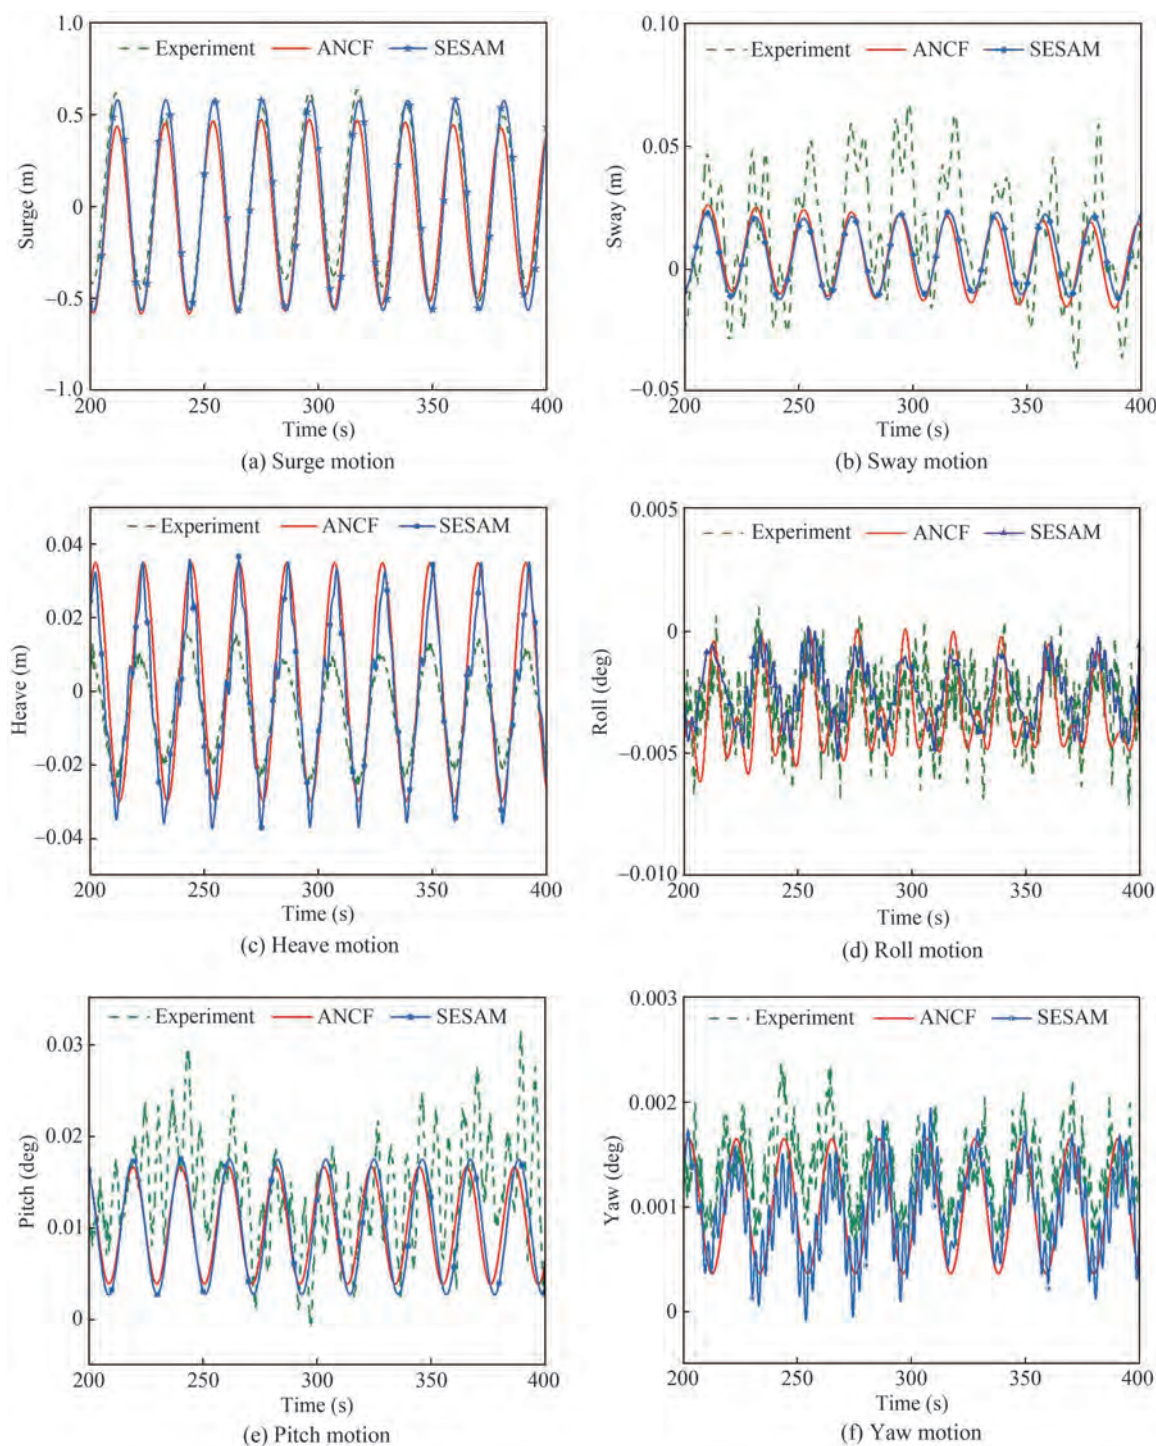 1.0
Experiment ANCF SESAM
0.5
0
−0.5
−1.0
Surge (m)
200 250 300 350 400
Time (s)
(a) Surge motion
0.10
Experiment ANCF SESAM
0.05
0
−0.05
Sway (m)
200 250 300 350 400
Time (s)
(b) Sway motion
Experiment ANCF SESAM
0.04
0.02
0
−0.02
−0.04
Heave (m)
200 250 300 350 400
Time (s)
(c) Heave motion
0.005
Experiment ANCF SESAM
0
−0.005
−0.010
Roll (deg)
200 250 300 350 400
Time (s)
(d) Roll motion
Experiment ANCF SESAM
0.03
0.02
0.01
0
Pitch (deg)
200 250 300 350 400
Time (s)
(e) Pitch motion
0.003
Experiment ANCF SESAM
0.002
0.001
0
Yaw (deg)
200 250 300 350 400
Time (s)
(f) Yaw motion